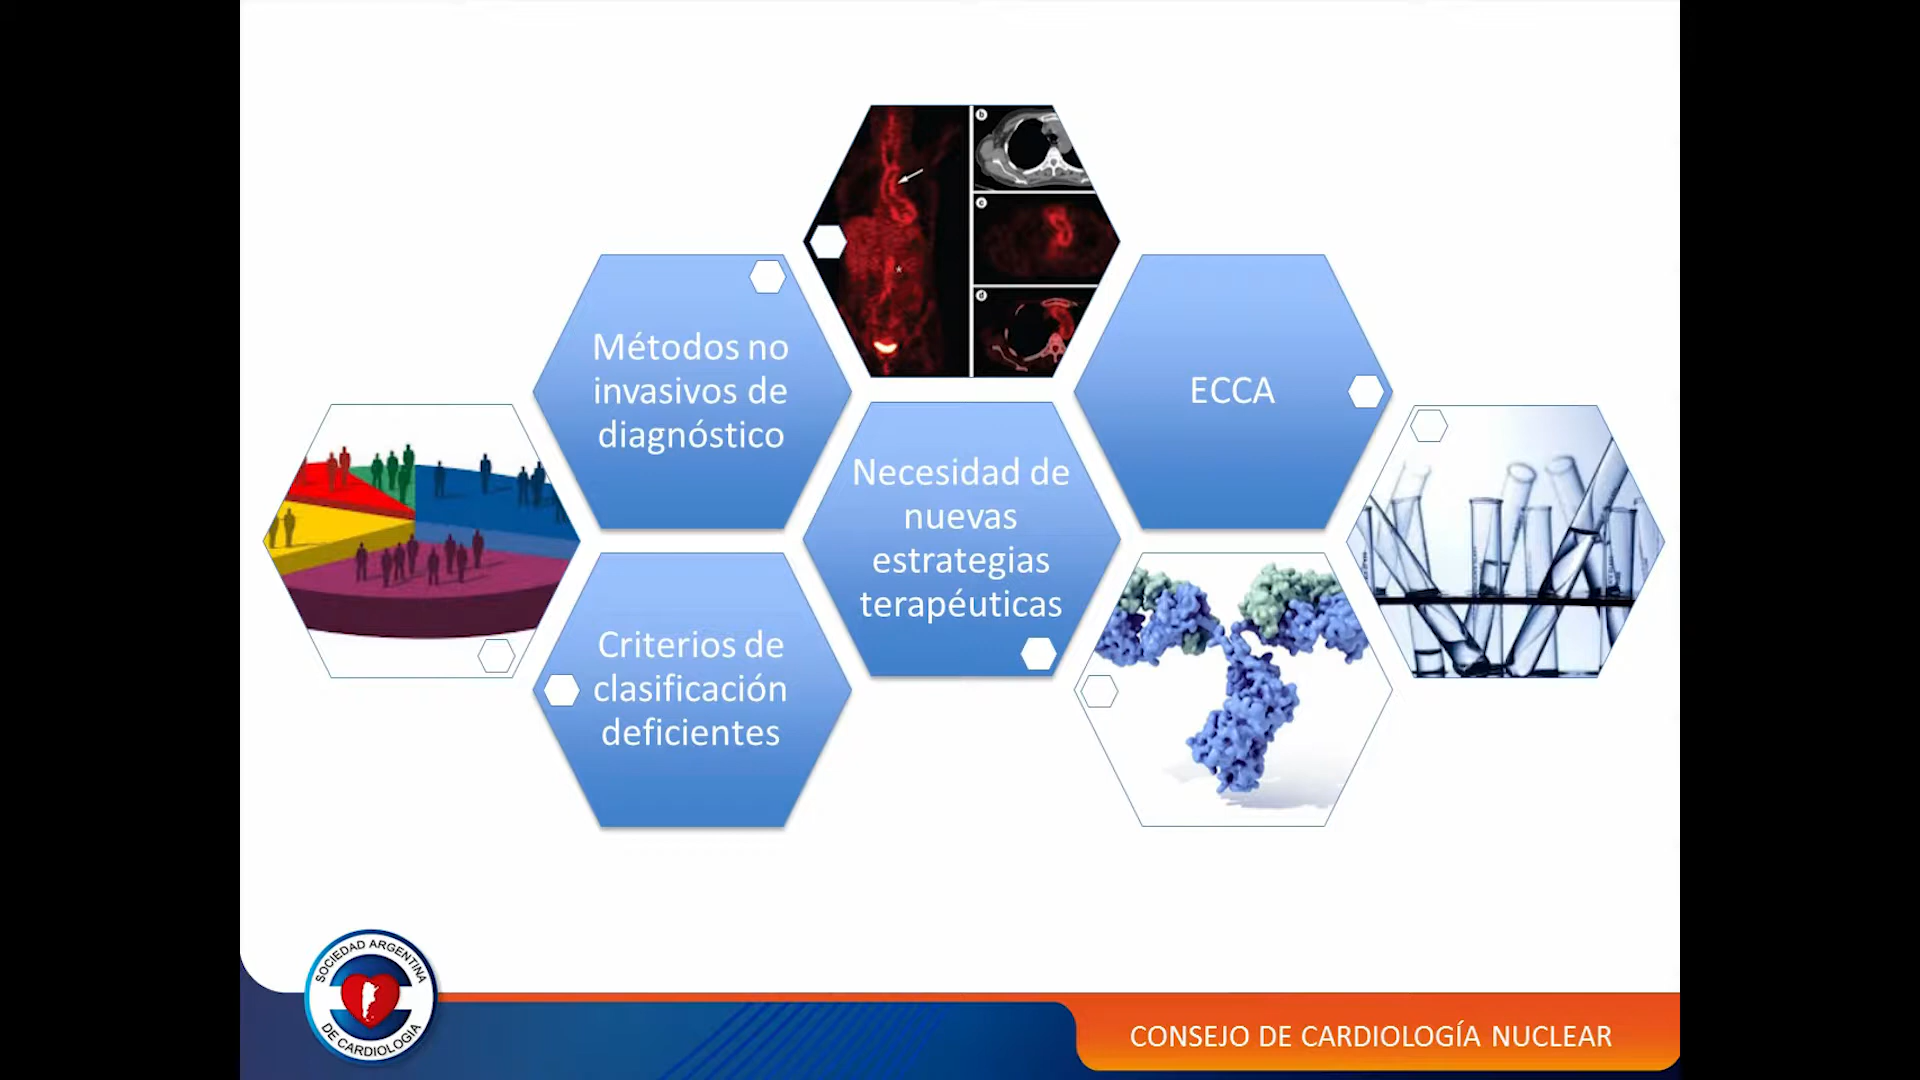 b
c
d
Métodos no
invasivos de
diagnóstico
ECCA
Necesidad de
nuevas
estrategias
terapéuticas
Criterios de
clasificación
deficientes
SOCIEDAD ARGENTINA
DE CARDIOLOGIA
CONSEJO DE CARDIOLOGÍA NUCLEAR